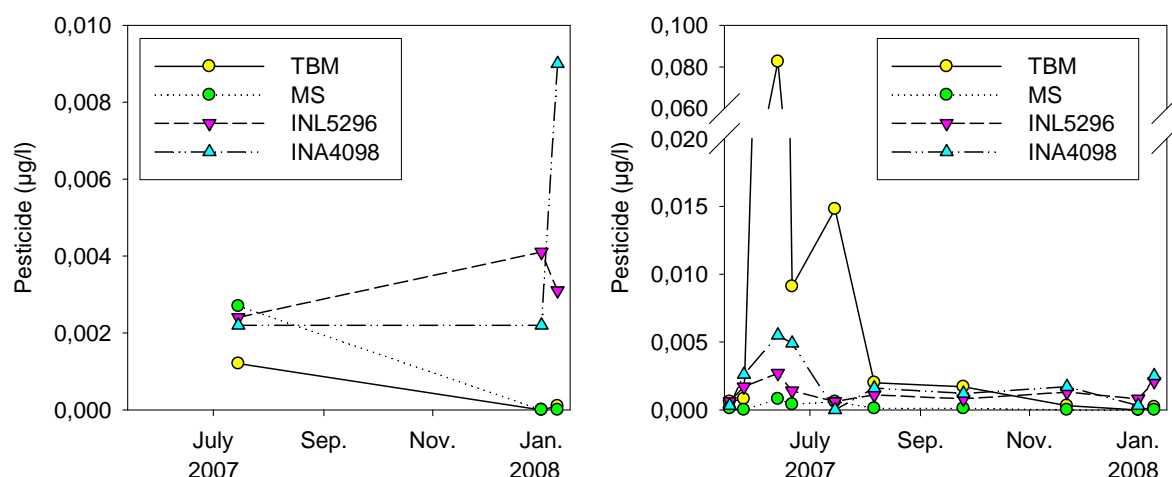 Pesticide (µg/l)
0,010
0,008
0,006
0,004
0,002
0,000
TBM
MS
INL5296
INA4098
July Sep. Nov. Jan.
2007 2008
Pesticide (µg/l)
0,100
0,080
0,060
0,020
0,015
0,010
0,005
0,000
TBM
MS
INL5296
INA4098
July Sep. Nov. Jan.
2007 2008